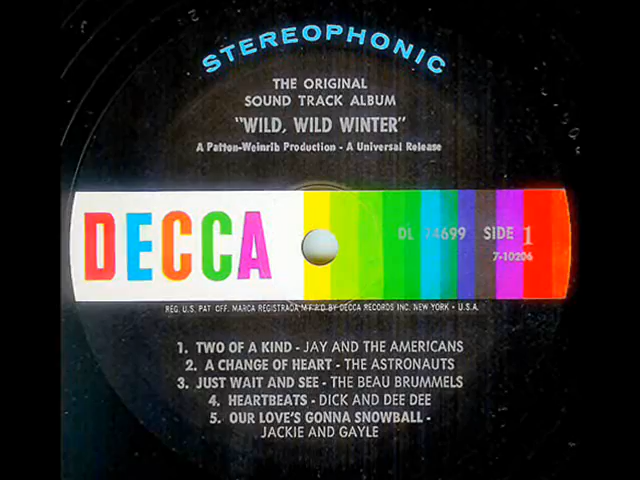 STEREOPHONIC
THE ORIGINAL
SOUND TRACK ALBUM
"WILD, WILD WINTER"
A Patton-Weinrib Production - A Universal Release
DECCA
DL 74699 SIDE 1
7-10206
REG. U.S. PAT. OFF. MARCA REGISTRADA M'F'R'D BY DECCA RECORDS INC. NEW YORK • U.S.A.
1. TWO OF A KIND - JAY AND THE AMERICANS
2. A CHANGE OF HEART - THE ASTRONAUTS
3. JUST WAIT AND SEE - THE BEAU BRUMMELS
4. HEARTBEATS - DICK AND DEE DEE
5. OUR LOVE'S GONNA SNOWBALL -
JACKIE AND GAYLE